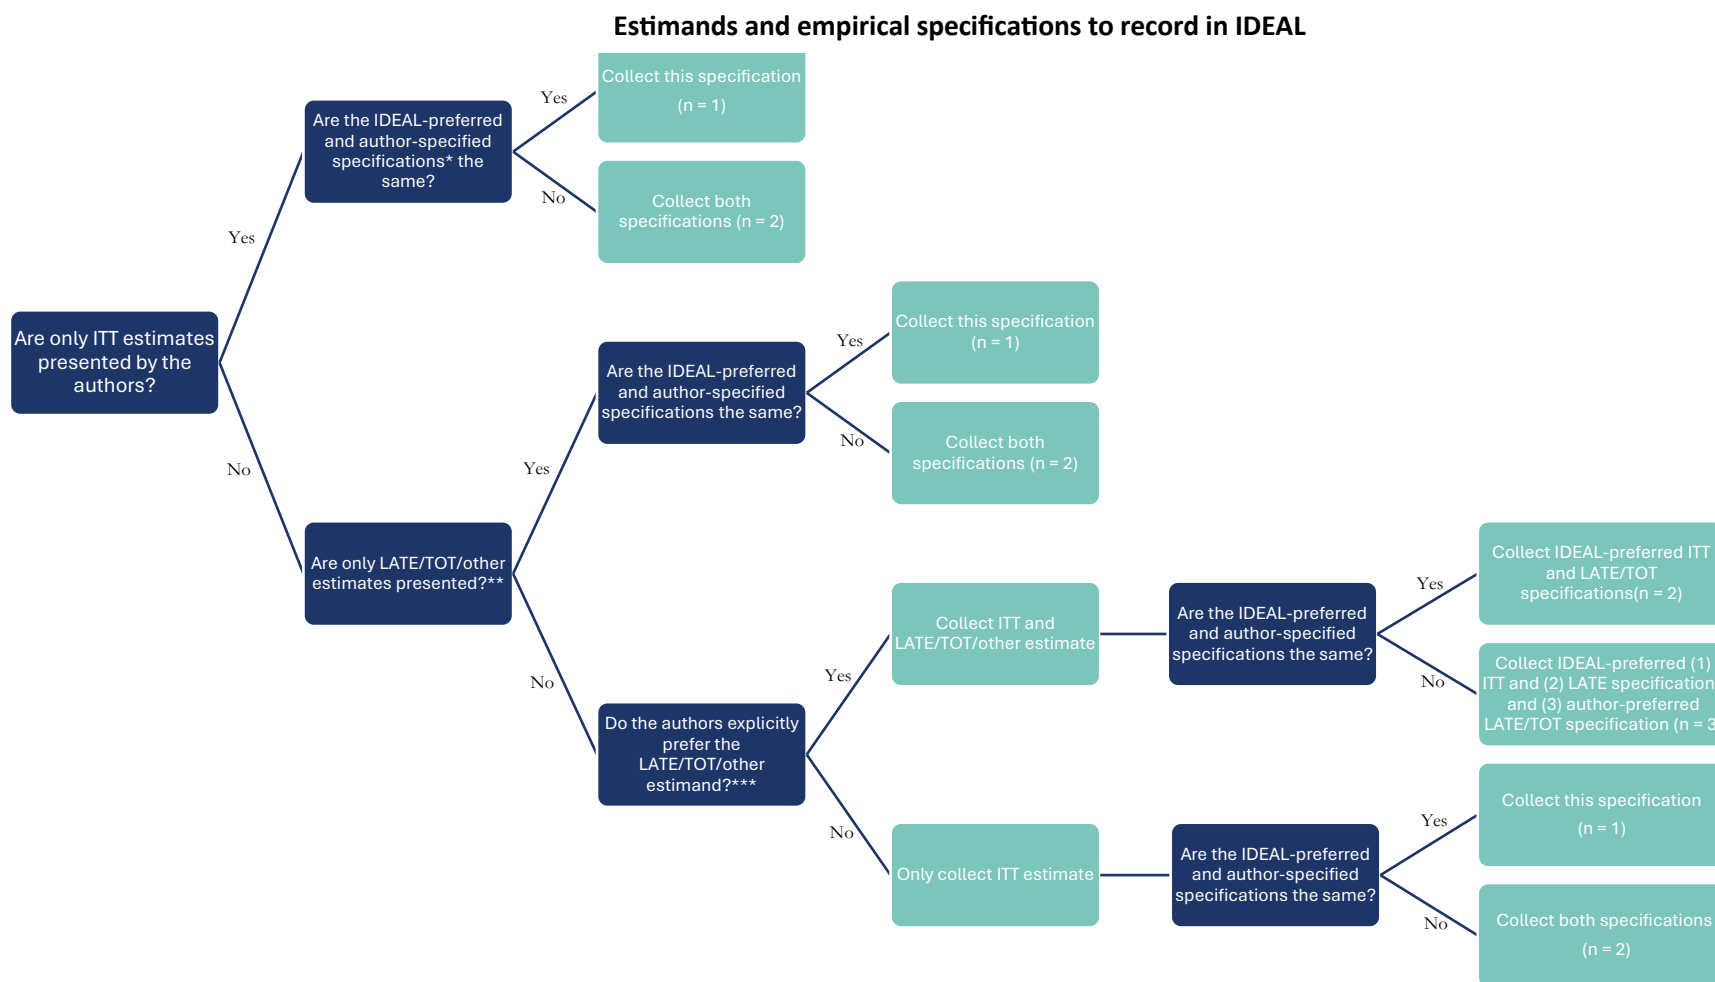 Estimands and empirical specifications to record in IDEAL
Are only ITT estimates
presented by the
authors?
Yes
No
Are the IDEAL-preferred
and author-specified
specifications* the
same?
Yes
No
Collect this specification
(n = 1)
Collect both
specifications (n = 2)
Are only LATE/TOT/other
estimates presented?**
Yes
No
Are the IDEAL-preferred
and author-specified
specifications the same?
Yes
No
Collect this specification
(n = 1)
Collect both
specifications (n = 2)
Do the authors explicitly
prefer the
LATE/TOT/other
estimand?***
Yes
No
Collect ITT and
LATE/TOT/other estimate
Are the IDEAL-preferred
and author-specified
specifications the same?
Yes
No
Collect IDEAL-preferred ITT
and LATE/TOT
specifications(n = 2)
Collect IDEAL-preferred (1)
ITT and (2) LATE specification
and (3) author-preferred
LATE/TOT specification (n = 3
Only collect ITT estimate
Are the IDEAL-preferred
and author-specified
specifications the same?
Yes
No
Collect this specification
(n = 1)
Collect both specifications
(n = 2)